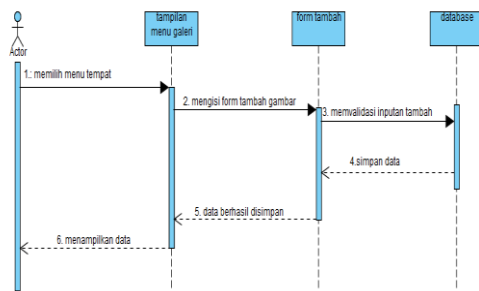 Actor
tampilan
menu galeri
form tambah
database
1.: memilih menu tempat
2. mengisi form tambah gambar
3. memvalidasi inputan tambah
4.simpan data
5. data berhasil disimpan
6. menampilkan data